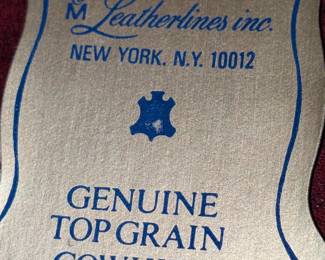 M Leatherlines inc.
NEW YORK, N.Y. 10012
GENUINE
TOP GRAIN